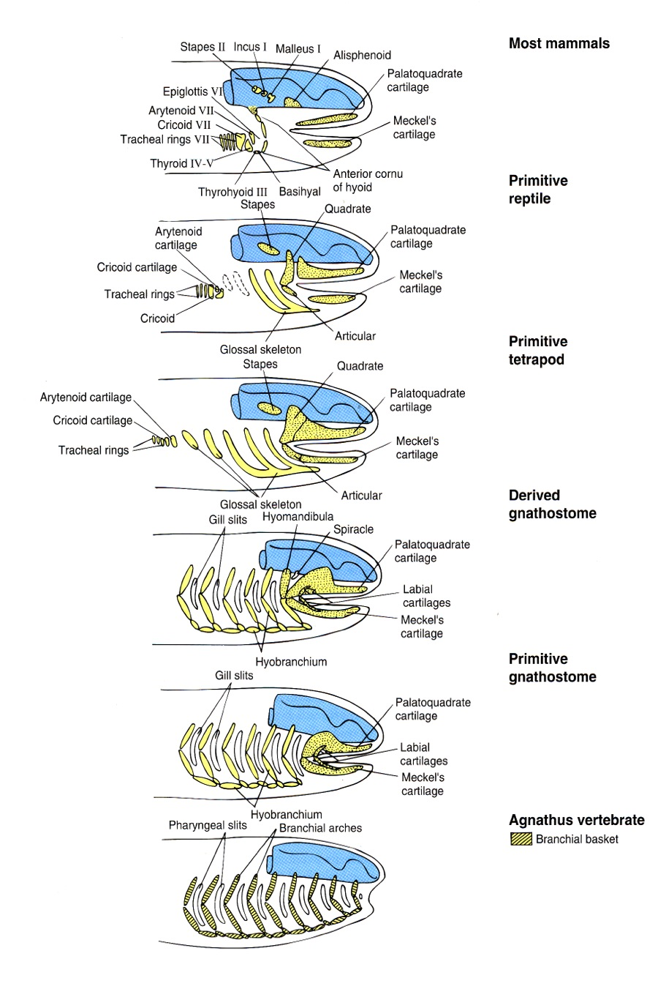 Most mammals
Stapes II
Incus I
Malleus I
Alisphenoid
Palatoquadrate
cartilage
Epiglottis VI
Arytenoid VII
Cricoid VII
Tracheal rings VII
Meckel's
cartilage
Thyroid IV-V
Anterior cornu
of hyoid
Thyrohyoid III
Basihyal
Primitive
reptile
Stapes
Quadrate
Arytenoid
cartilage
Palatoquadrate
cartilage
Cricoid cartilage
Meckel's
cartilage
Tracheal rings
Cricoid
Articular
Glossal skeleton
Primitive
tetrapod
Stapes
Quadrate
Palatoquadrate
cartilage
Arytenoid cartilage
Cricoid cartilage
Tracheal rings
Meckel's
cartilage
Articular
Glossal skeleton
Derived
gnathostome
Gill slits
Hyomandibula
Spiracle
Palatoquadrate
cartilage
Labial
cartilages
Meckel's
cartilage
Hyobranchium
Primitive
gnathostome
Gill slits
Palatoquadrate
cartilage
Labial
cartilages
Meckel's
cartilage
Hyobranchium
Agnathus vertebrate
Branchial basket
Pharyngeal slits
Branchial arches